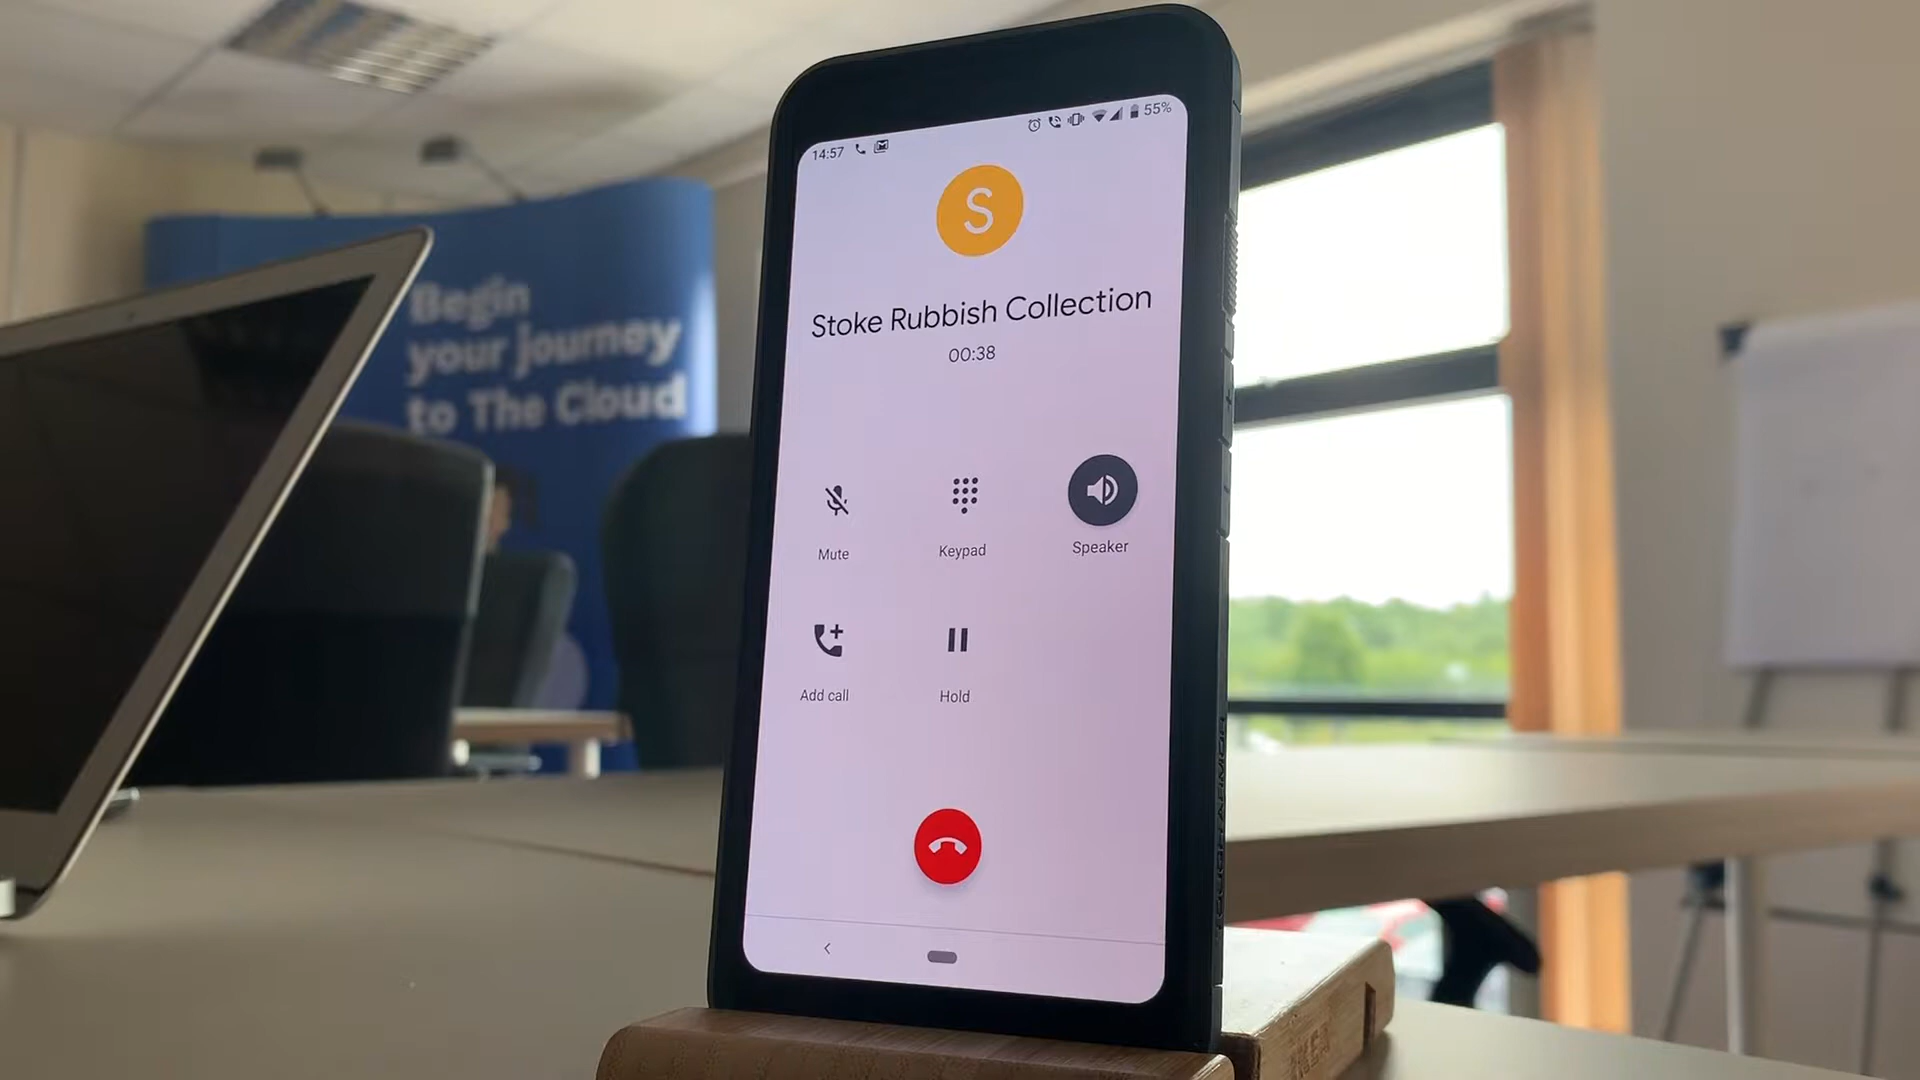 Begin
your journey
to The Cloud
14:57
55%
S
Stoke Rubbish Collection
00:38
Mute
Keypad
Speaker
Add call
Hold